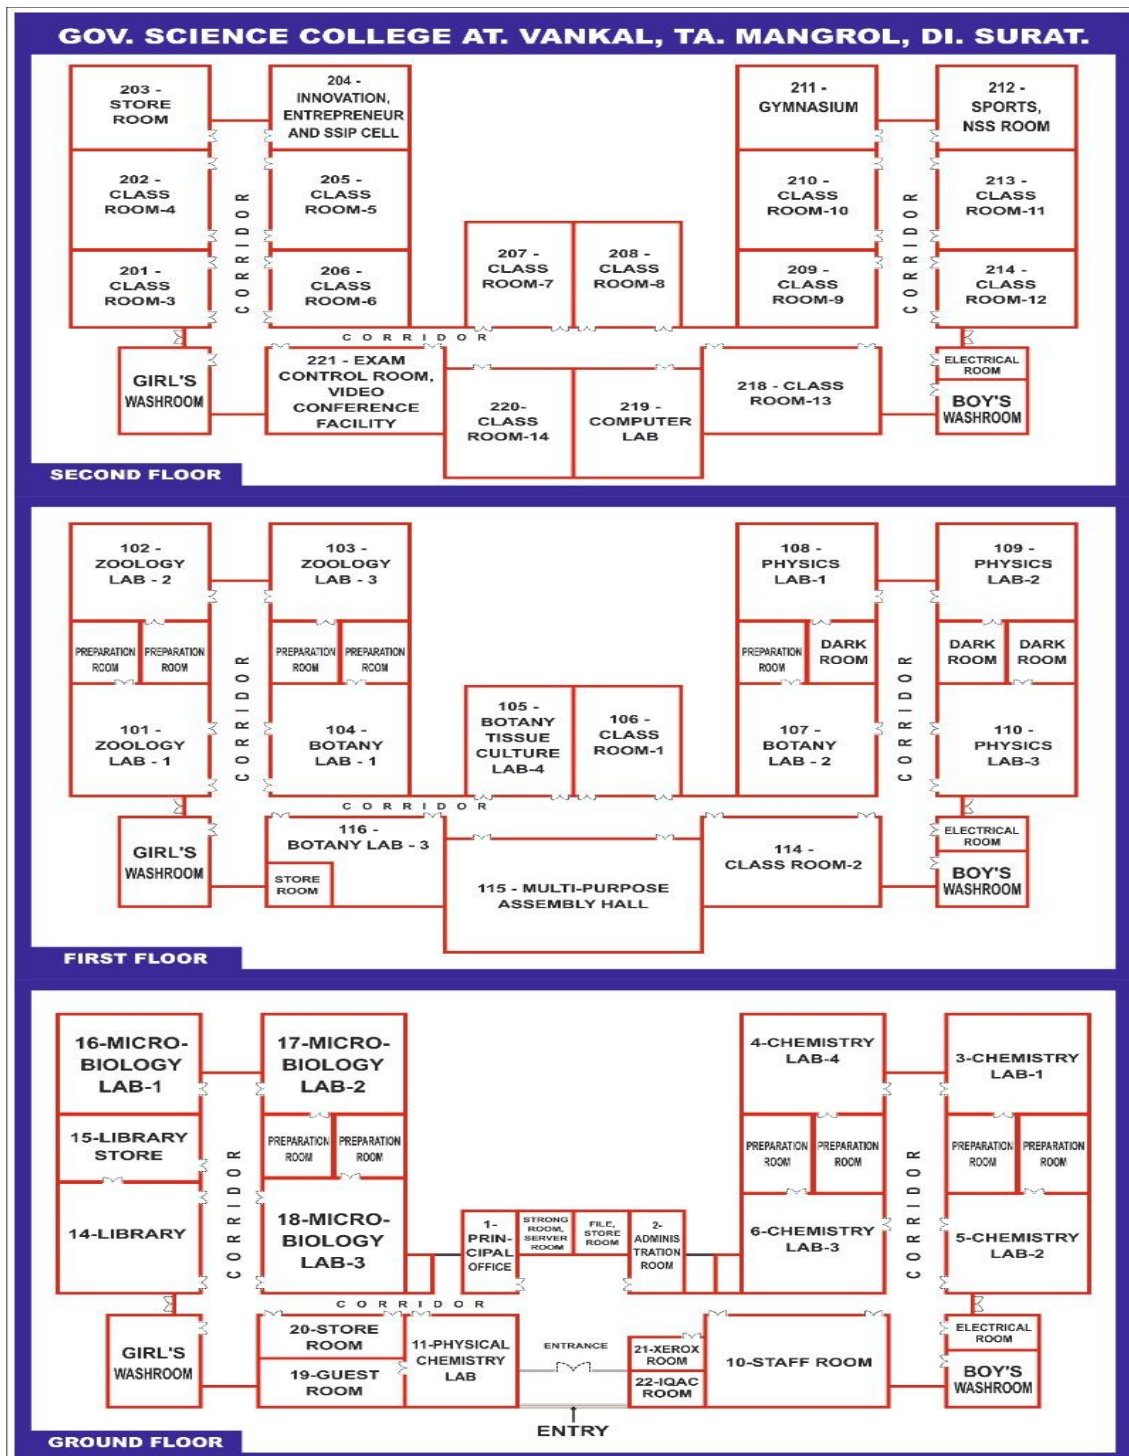 GOV. SCIENCE COLLEGE AT. VANKAL, TA. MANGROL, DI. SURAT.
203 -
STORE
ROOM
204 -
INNOVATION,
ENTREPRENEUR
AND SSIP CELL
211 -
GYMNASIUM
212 -
SPORTS,
NSS ROOM
202 -
CLASS
ROOM-4
205 -
CLASS
ROOM-5
210 -
CLASS
ROOM-10
213 -
CLASS
ROOM-11
CORRIDOR
CORRIDOR
201 -
CLASS
ROOM-3
206 -
CLASS
ROOM-6
207 -
CLASS
ROOM-7
208 -
CLASS
ROOM-8
209 -
CLASS
ROOM-9
214 -
CLASS
ROOM-12
CORRIDOR
GIRL'S
WASHROOM
221 - EXAM
CONTROL ROOM,
VIDEO
CONFERENCE
FACILITY
220-
CLASS
ROOM-14
219 -
COMPUTER
LAB
218 - CLASS
ROOM-13
ELECTRICAL
ROOM
BOY'S
WASHROOM
SECOND FLOOR
102 -
ZOOLOGY
LAB - 2
103 -
ZOOLOGY
LAB - 3
108 -
PHYSICS
LAB-1
109 -
PHYSICS
LAB-2
PREPARATION
ROOM
PREPARATION
ROOM
PREPARATION
ROOM
PREPARATION
ROOM
PREPARATION
ROOM
DARK
ROOM
DARK
ROOM
DARK
ROOM
CORRIDOR
CORRIDOR
101 -
ZOOLOGY
LAB - 1
104 -
BOTANY
LAB - 1
105 -
BOTANY
TISSUE
CULTURE
LAB-4
106 -
CLASS
ROOM-1
107 -
BOTANY
LAB - 2
110 -
PHYSICS
LAB-3
CORRIDOR
GIRL'S
WASHROOM
116 -
BOTANY LAB - 3
STORE
ROOM
115 - MULTI-PURPOSE
ASSEMBLY HALL
114 -
CLASS ROOM-2
ELECTRICAL
ROOM
BOY'S
WASHROOM
FIRST FLOOR
16-MICRO-
BIOLOGY
LAB-1
17-MICRO-
BIOLOGY
LAB-2
4-CHEMISTRY
LAB-4
3-CHEMISTRY
LAB-1
15-LIBRARY
STORE
PREPARATION
ROOM
PREPARATION
ROOM
PREPARATION
ROOM
PREPARATION
ROOM
PREPARATION
ROOM
PREPARATION
ROOM
CORRIDOR
CORRIDOR
14-LIBRARY
18-MICRO-
BIOLOGY
LAB-3
1-
PRIN-
CIPAL
OFFICE
STRONG
ROOM,
SERVER
ROOM
FILE,
STORE
ROOM
2-
ADMINIS
TRATION
ROOM
6-CHEMISTRY
LAB-3
5-CHEMISTRY
LAB-2
CORRIDOR
GIRL'S
WASHROOM
20-STORE
ROOM
19-GUEST
ROOM
11-PHYSICAL
CHEMISTRY
LAB
ENTRANCE
21-XEROX
ROOM
22-IQAC
ROOM
10-STAFF ROOM
ELECTRICAL
ROOM
BOY'S
WASHROOM
ENTRY
GROUND FLOOR